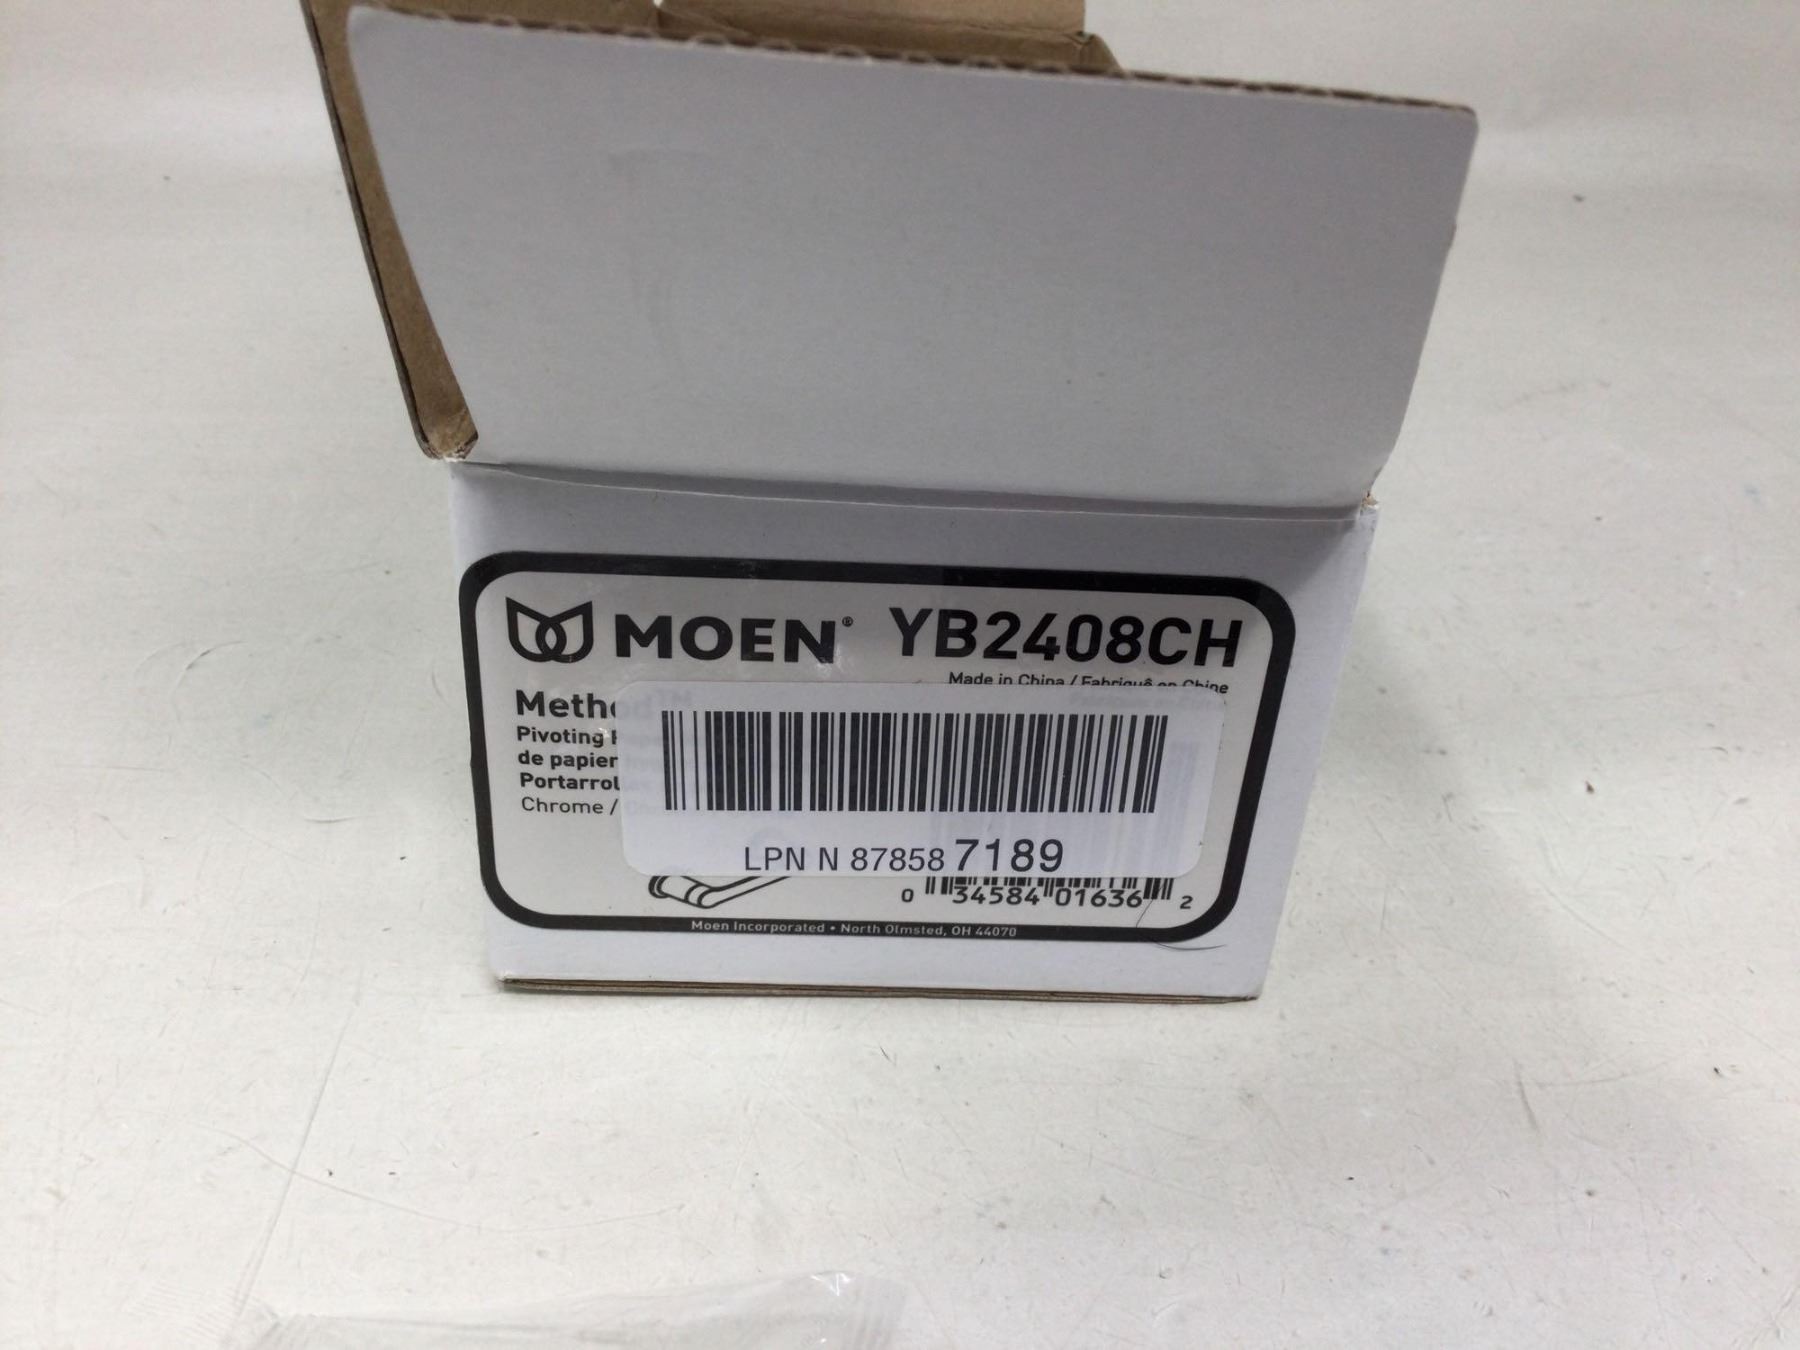 MOEN® YB2408CH
Made in China / Fabriqué en Chine
Method™
Pivoting
de papier
Portarrol
Chrome /
LPN N 87858 7189
0 34584 01636 2
Moen Incorporated • North Olmsted, OH 44070